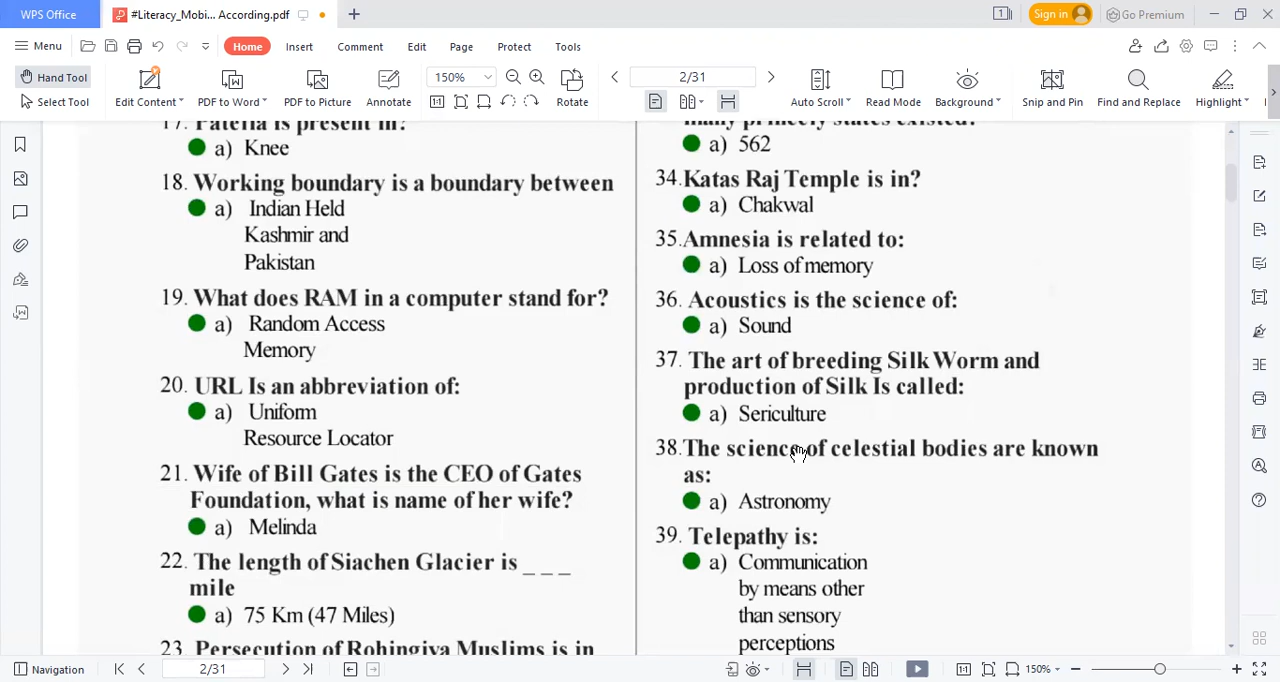 WPS Office
#Literacy_Mobi... According.pdf
Sign in
Go Premium
Menu
Home
Insert
Comment
Edit
Page
Protect
Tools
Hand Tool
Select Tool
Edit Content
PDF to Word
PDF to Picture
Annotate
150%
Rotate
2/31
Auto Scroll
Read Mode
Background
Snip and Pin
Find and Replace
Highlight
17. Patella is present in?
a) Knee
18. Working boundary is a boundary between
a) Indian Held
Kashmir and
Pakistan
19. What does RAM in a computer stand for?
a) Random Access
Memory
20. URL Is an abbreviation of:
a) Uniform
Resource Locator
21. Wife of Bill Gates is the CEO of Gates
Foundation, what is name of her wife?
a) Melinda
22. The length of Siachen Glacier is _ _ _
mile
a) 75 Km (47 Miles)
23. Persecution of Rohingiya Muslims is in
many princely states existed?
a) 562
34.Katas Raj Temple is in?
a) Chakwal
35.Amnesia is related to:
a) Loss of memory
36. Acoustics is the science of:
a) Sound
37. The art of breeding Silk Worm and
production of Silk Is called:
a) Sericulture
38.The science of celestial bodies are known
as:
a) Astronomy
39. Telepathy is:
a) Communication
by means other
than sensory
perceptions
Navigation
2/31
150%